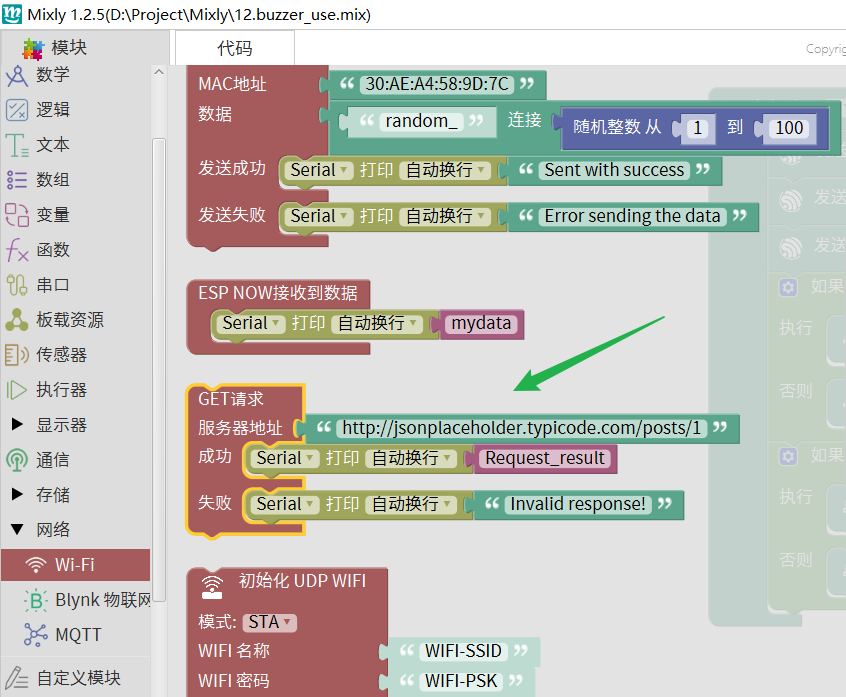 Mixly 1.2.5(D:\Project\Mixly\12.buzzer_use.mix)
模块
代码
数学
逻辑
文本
数组
变量
函数
串口
板载资源
传感器
执行器
显示器
通信
存储
网络
Wi-Fi
Blynk 物联网
MQTT
自定义模块
MAC地址 “ 30:AE:A4:58:9D:7C ”
数据 “ random_ ” 连接 随机整数 从 1 到 100
发送成功 Serial 打印 自动换行 “ Sent with success ”
发送失败 Serial 打印 自动换行 “ Error sending the data ”
ESP NOW接收到数据
Serial 打印 自动换行 mydata
GET请求
服务器地址 “ http://jsonplaceholder.typicode.com/posts/1 ”
成功 Serial 打印 自动换行 Request_result
失败 Serial 打印 自动换行 “ Invalid response! ”
初始化 UDP WIFI
模式: STA
WIFI 名称 “ WIFI-SSID ”
WIFI 密码 “ WIFI-PSK ”
发送
发送
如果
执行
否则
如果
执行
否则